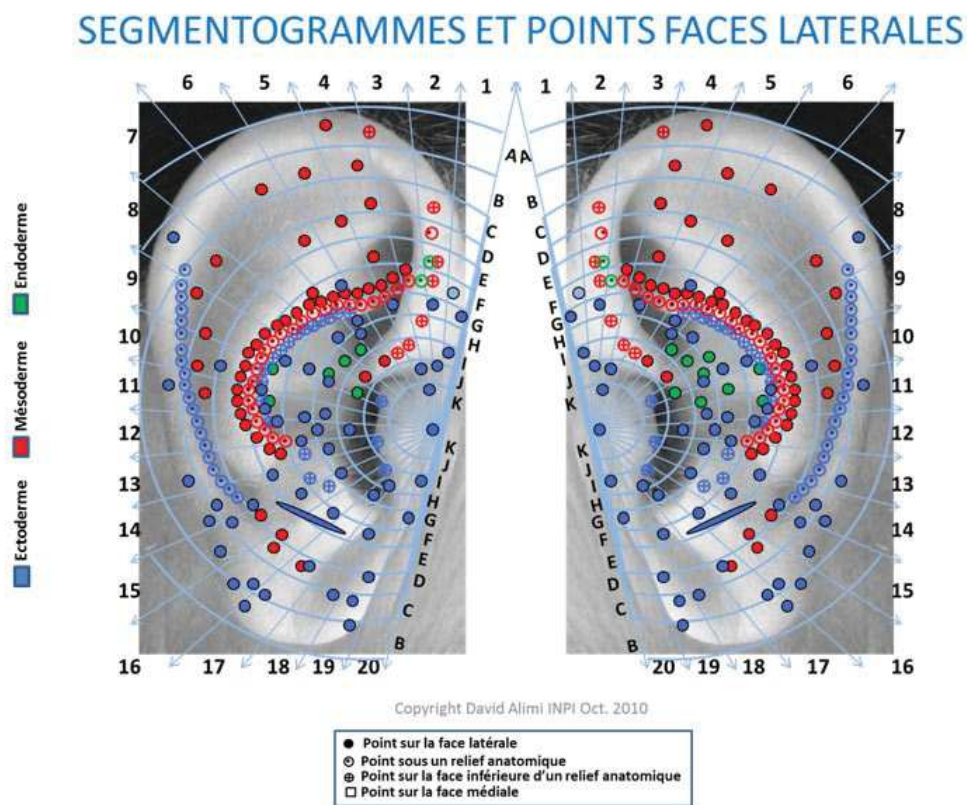 SEGMENTOGRAMMES ET POINTS FACES LATERALES
6 5 4 3 2 1 1 2 3 4 5 6
7 A A 7
B B
8 C C 8
D D
9 E E 9
F F
G G
10 H H 10
I I
11 J J 11
K K
12 12
K K
J J
13 I I 13
H H
14 G G 14
F F
E E
15 D D 15
C C
B B
16 17 18 19 20 20 19 18 17 16
Endoderme
Mésoderme
Ectoderme
Copyright David Alimi INPI Oct. 2010
Point sur la face latérale
Point sous un relief anatomique
Point sur la face inférieure d'un relief anatomique
Point sur la face médiale